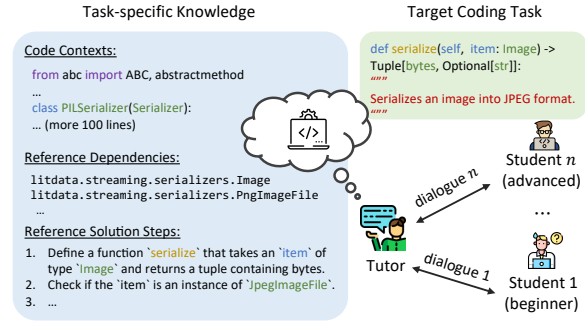 Task-specific Knowledge
Code Contexts:
from abc import ABC, abstractmethod
…
class PILSerializer(Serializer):
… (more 100 lines)
Reference Dependencies:
litdata.streaming.serializers.Image
litdata.streaming.serializers.PngImageFile
…
Reference Solution Steps:
1. Define a function `serialize` that takes an `item` of
type `Image` and returns a tuple containing bytes.
2. Check if the `item` is an instance of `JpegImageFile`.
3. …
Target Coding Task
def serialize(self, item: Image) ->
Tuple[bytes, Optional[str]]:
"""
Serializes an image into JPEG format.
"""
</>
Student n
(advanced)
dialogue n
…
Tutor
dialogue 1
Student 1
(beginner)